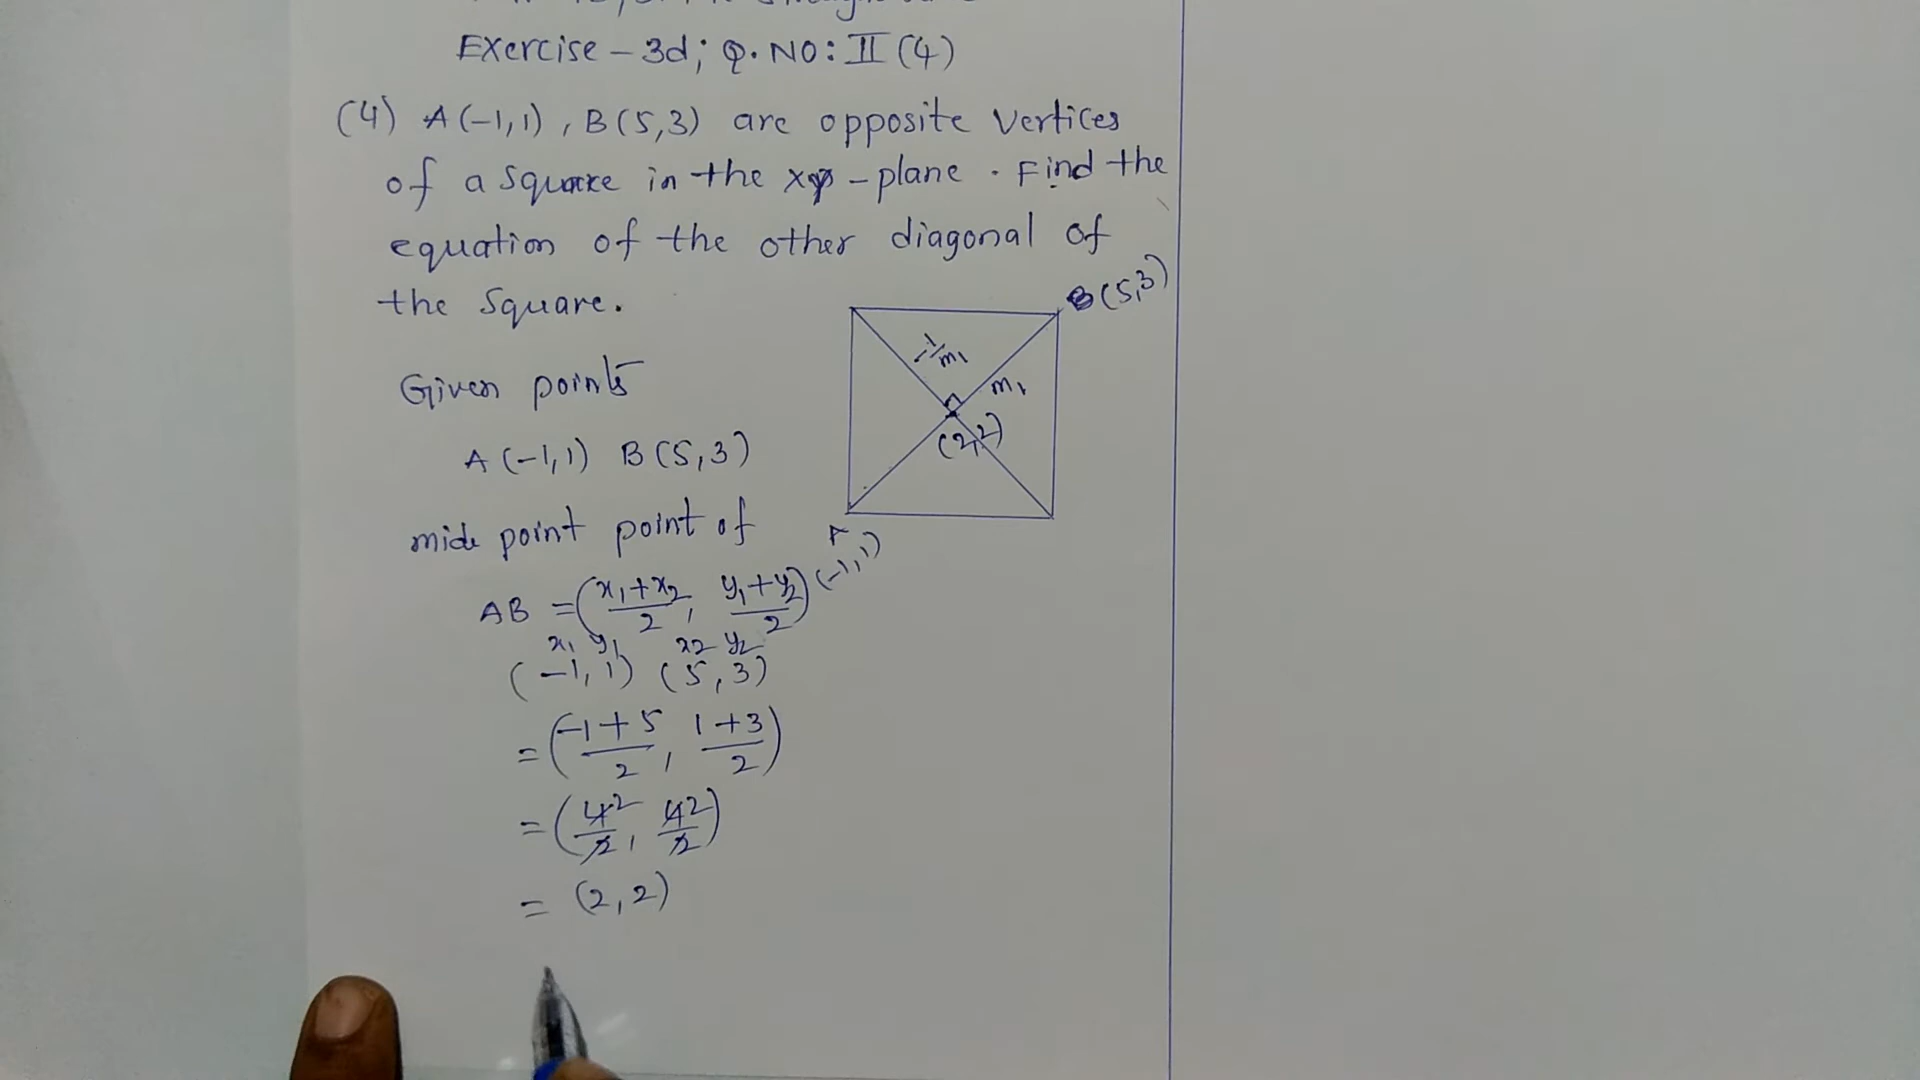 Exercise - 3d; Q. NO: II (4)
(4) A(-1,1), B(5,3) are opposite vertices
of a square in the xy-plane. Find the
equation of the other diagonal of
the square.
B(5,3)
-1/m₁
m₁
(2,2)
Given points
A(-1,1) B(5,3)
mid point point of
A
(-1,1)
AB = (x₁+x₂/2, y₁+y₂/2)
x₁ y₁ x₂ y₂
(-1,1) (5,3)
= (-1+5/2, 1+3/2)
= (4²/2, 4²/2)
= (2,2)